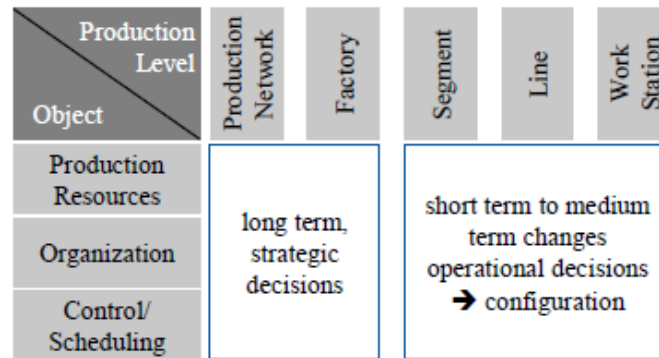 Production
Level
Object
Production
Network
Factory
Segment
Line
Work
Station
Production
Resources
Organization
Control/
Scheduling
long term,
strategic
decisions
short term to medium
term changes
operational decisions
➔ configuration